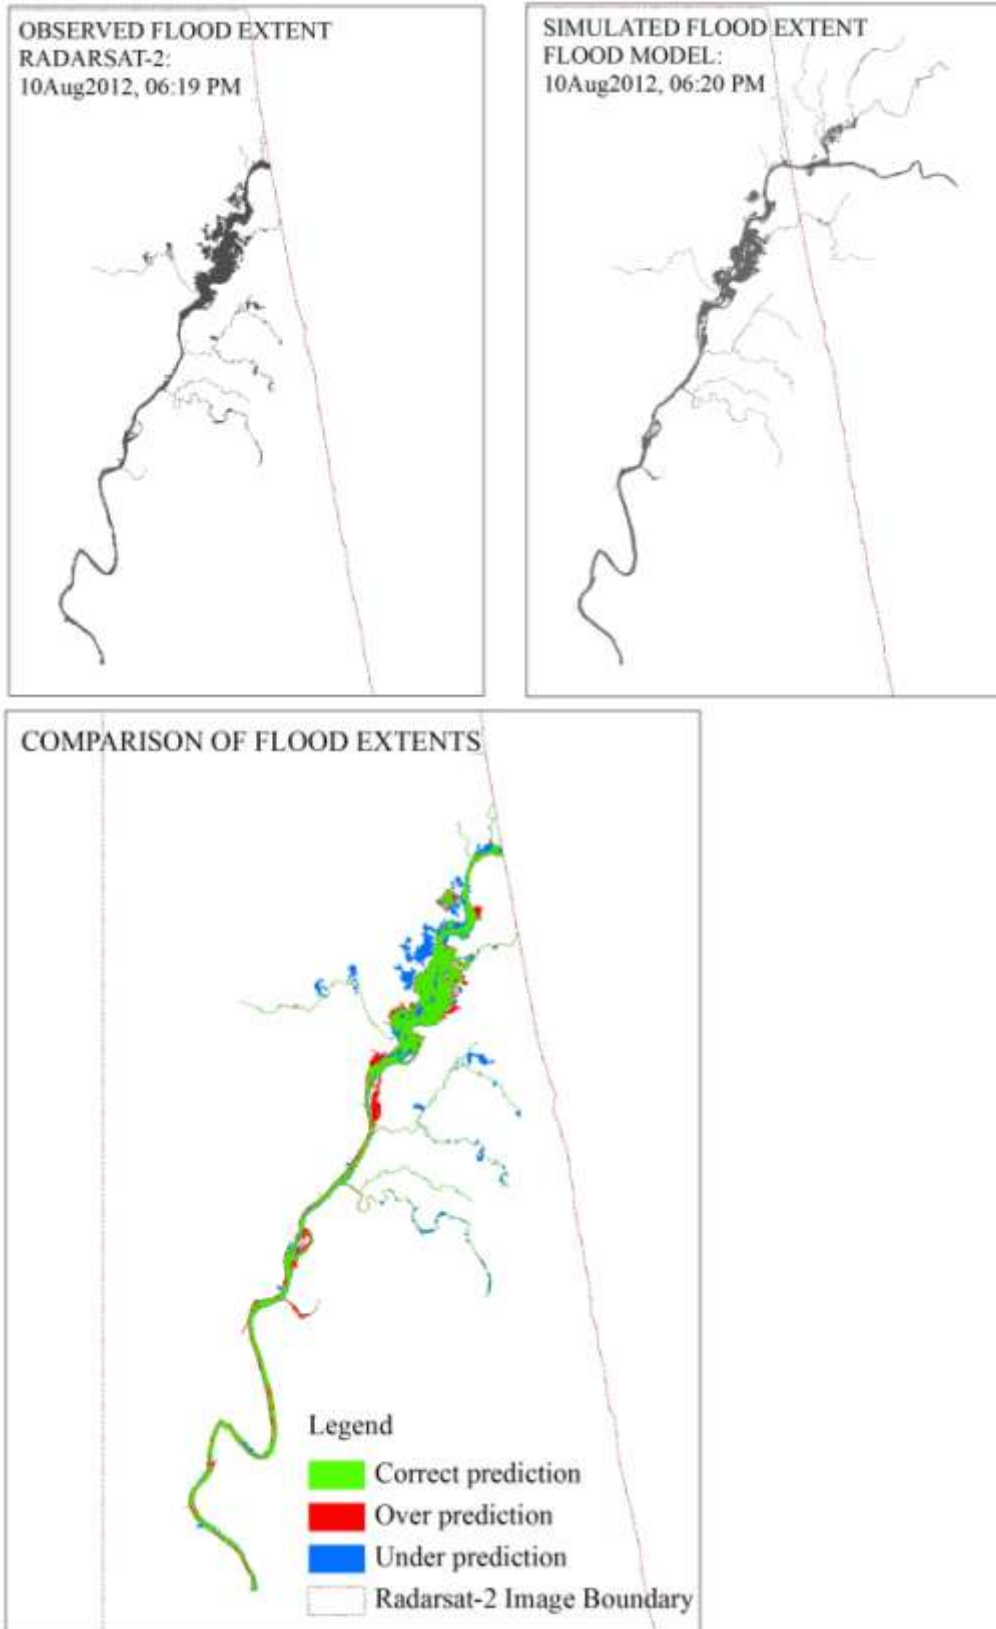 OBSERVED FLOOD EXTENT
RADARSAT-2:
10Aug2012, 06:19 PM
SIMULATED FLOOD EXTENT
FLOOD MODEL:
10Aug2012, 06:20 PM
COMPARISON OF FLOOD EXTENTS
Legend
Correct prediction
Over prediction
Under prediction
Radarsat-2 Image Boundary